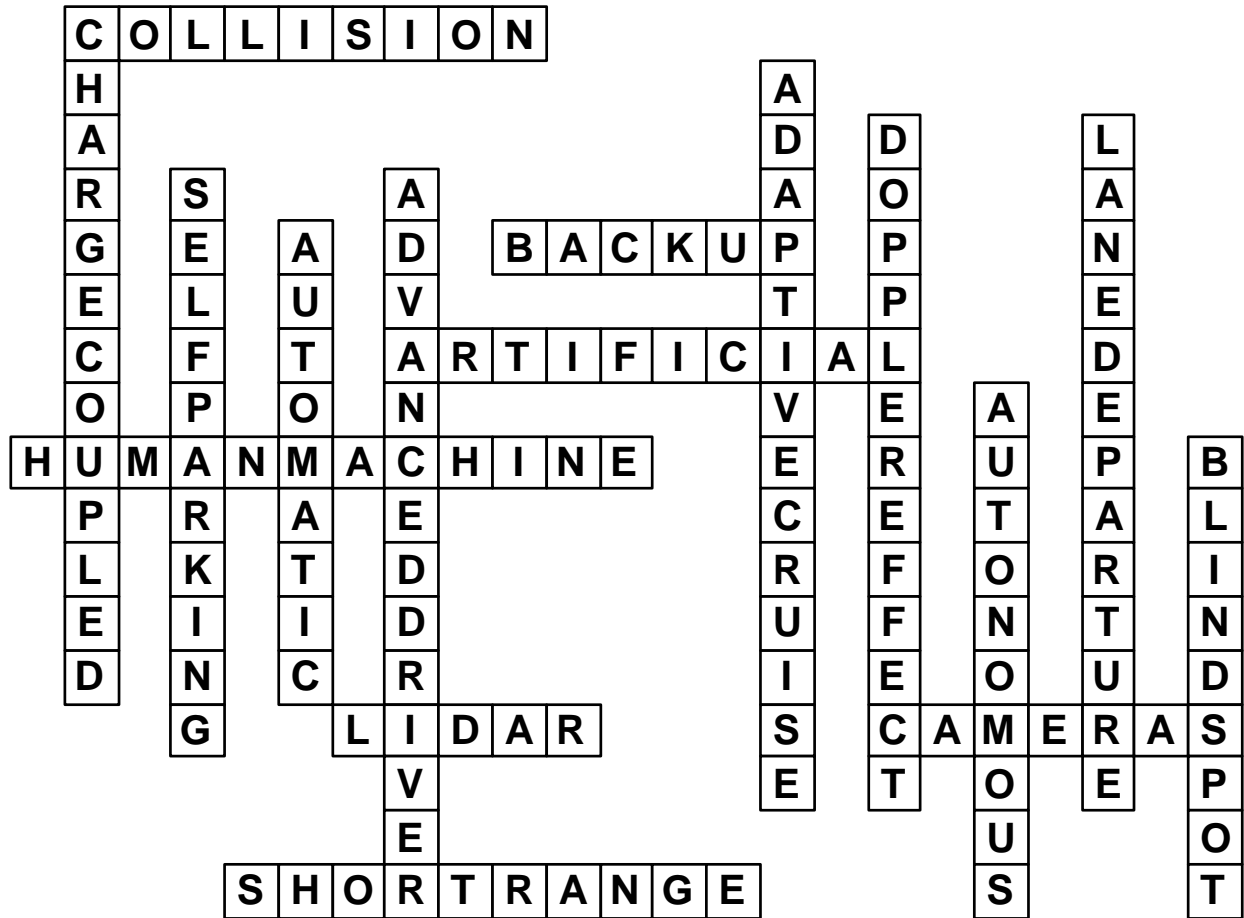 COLLISION
CHARGECOUPLED
ADAPTIVECRUISE
DOPPLEREFFECT
LANEDEPARTURE
SELFPARKING
ADVANCEDDRIVER
AUTOMATIC
BACKUP
ARTIFICIAL
AUTONOMOUS
HUMANMACHINE
BLINDSPOT
LIDAR
CAMERAS
SHORTRANGE